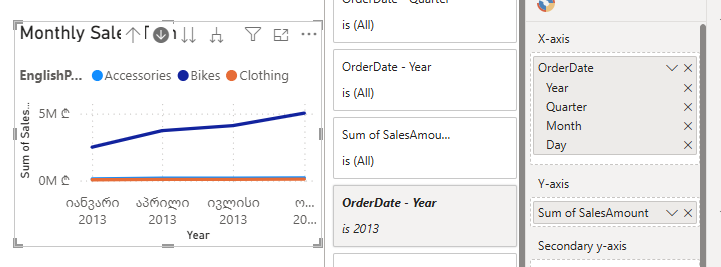 Monthly Sales
EnglishP... Accessories Bikes Clothing
Sum of Sales...
5M ₾
0M ₾
იანვარი
2013
აპრილი
2013
ივლისი
2013
ო...
20...
Year
OrderDate - Quarter
is (All)
OrderDate - Year
is (All)
Sum of SalesAmou...
is (All)
OrderDate - Year
is 2013
X-axis
OrderDate
Year
Quarter
Month
Day
Y-axis
Sum of SalesAmount
Secondary y-axis